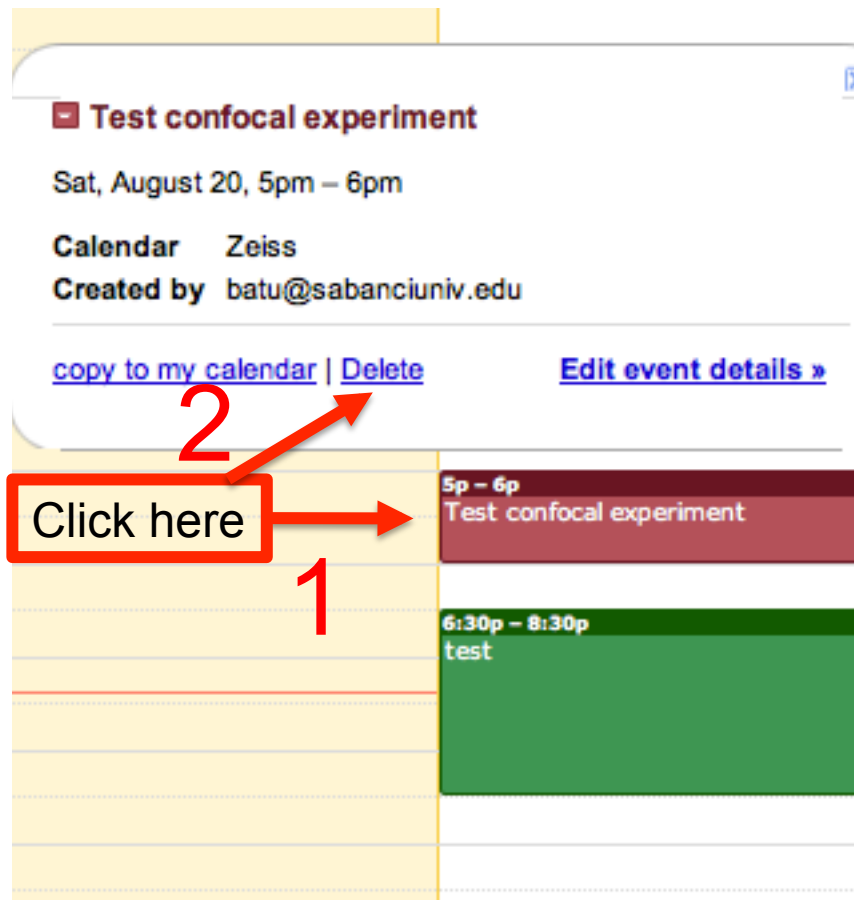 Test confocal experiment
Sat, August 20, 5pm – 6pm
Calendar Zeiss
Created by batu@sabanciuniv.edu
copy to my calendar | Delete Edit event details »
2
Click here
1
5p – 6p
Test confocal experiment
6:30p – 8:30p
test